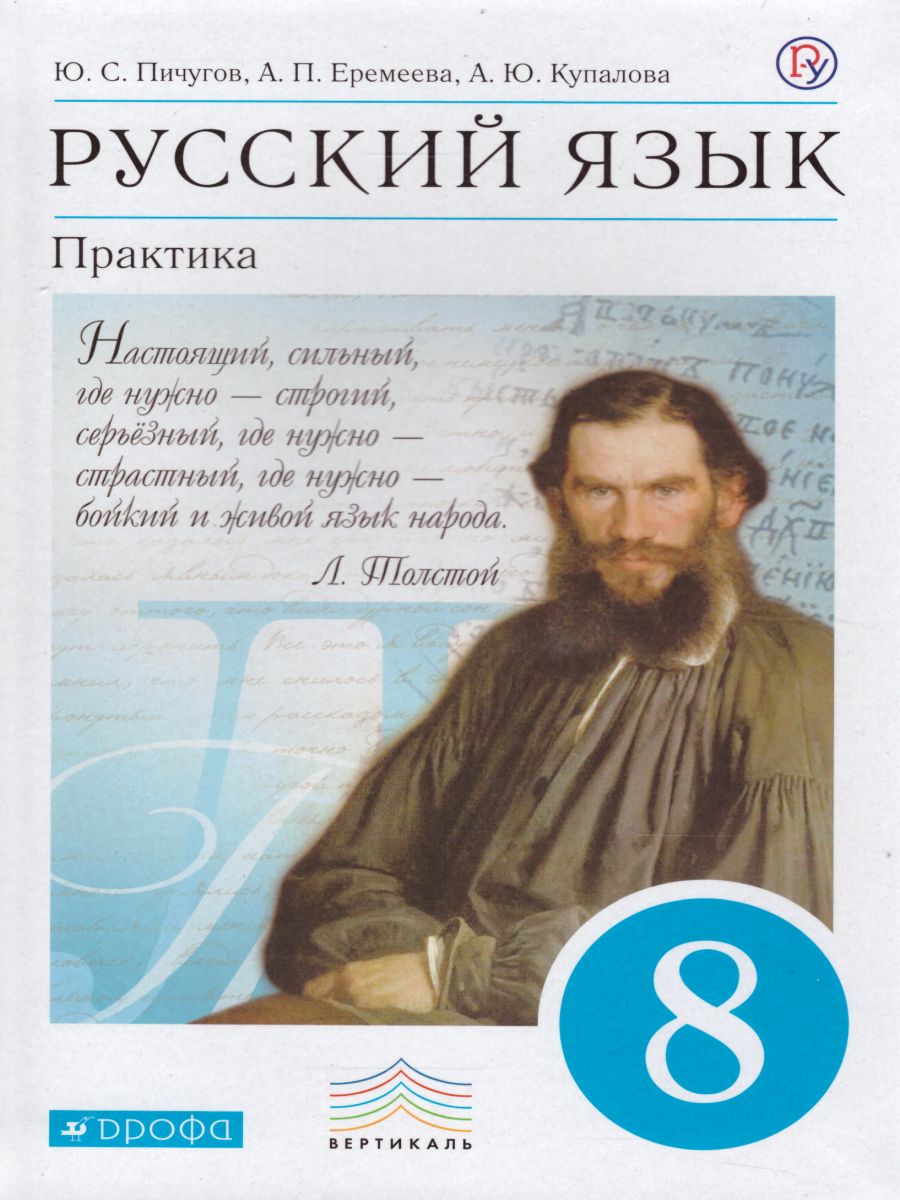 Ю. С. Пичугов, А. П. Еремеева, А. Ю. Купалова
РУ
РУССКИЙ ЯЗЫК
Практика
Настоящий, сильный,
где нужно — строгий,
серьёзный, где нужно —
страстный, где нужно —
бойкий и живой язык народа.
Л. Толстой
8
ДРОФА
ВЕРТИКАЛЬ